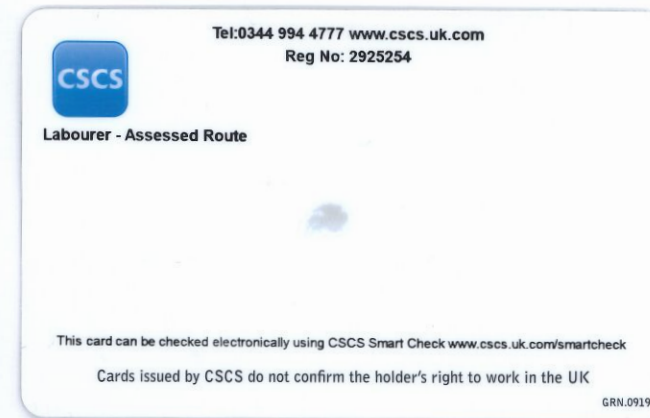 Tel:0344 994 4777 www.cscs.uk.com
Reg No: 2925254
CSCS
Labourer - Assessed Route
This card can be checked electronically using CSCS Smart Check www.cscs.uk.com/smartcheck
Cards issued by CSCS do not confirm the holder's right to work in the UK
GRN.0919